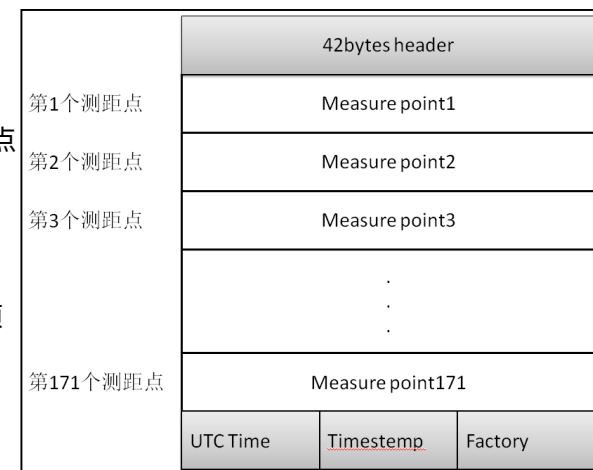 42bytes header
第1个测距点 Measure point1
点
第2个测距点 Measure point2
第3个测距点 Measure point3
.
.
.
第171个测距点 Measure point171
UTC Time Timestemp Factory